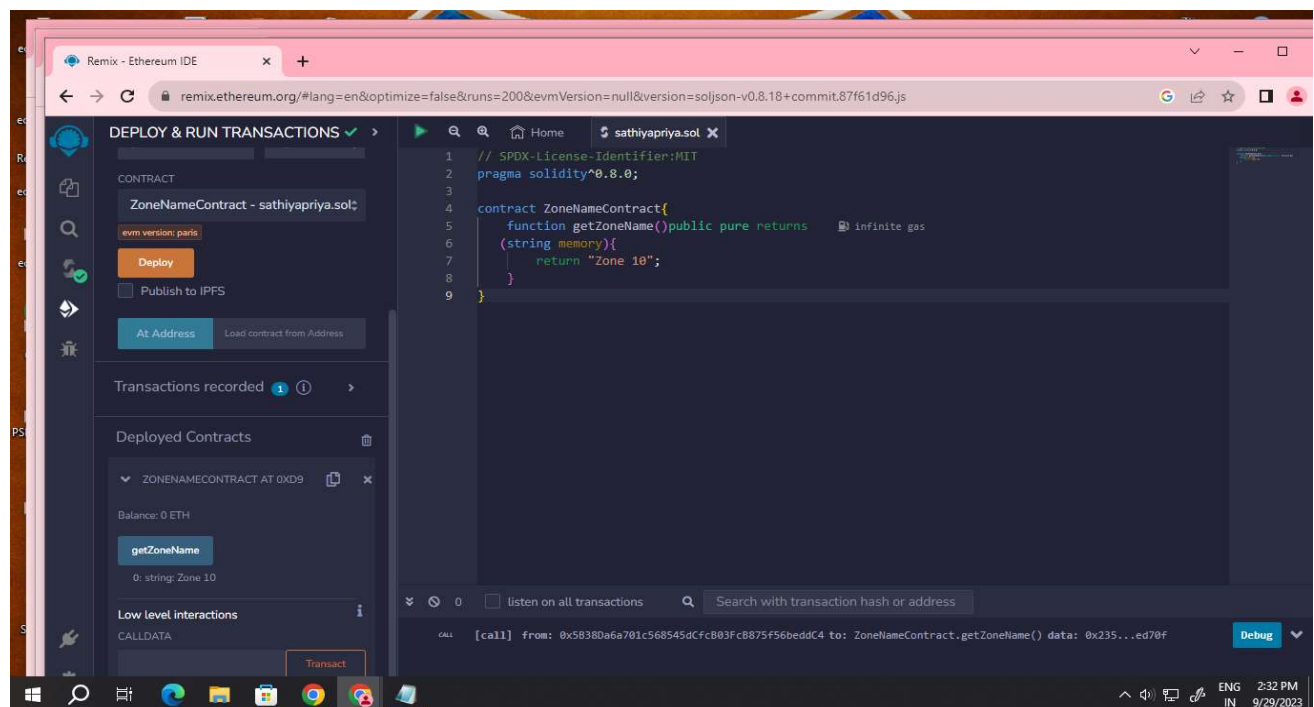 Remix - Ethereum IDE
remix.ethereum.org/#lang=en&optimize=false&runs=200&evmVersion=null&version=soljson-v0.8.18+commit.87f61d96.js
DEPLOY & RUN TRANSACTIONS
Home
sathiyapriya.sol
CONTRACT
ZoneNameContract - sathiyapriya.sol
evm version: paris
Deploy
Publish to IPFS
At Address
Load contract from Address
Transactions recorded 1
Deployed Contracts
ZONENAMECONTRACT AT 0XD9
Balance: 0 ETH
getZoneName
0: string: Zone 10
Low level interactions
CALLDATA
Transact
1 // SPDX-License-Identifier:MIT
2 pragma solidity^0.8.0;
3
4 contract ZoneNameContract{
5 function getZoneName()public pure returns infinite gas
6 (string memory){
7 return "Zone 10";
8 }
9 }
0
listen on all transactions
Search with transaction hash or address
CALL [call] from: 0x5B38Da6a701c568545dCfcB03FcB875f56beddC4 to: ZoneNameContract.getZoneName() data: 0x235...ed70f
Debug
ENG 2:32 PM
IN 9/29/2023